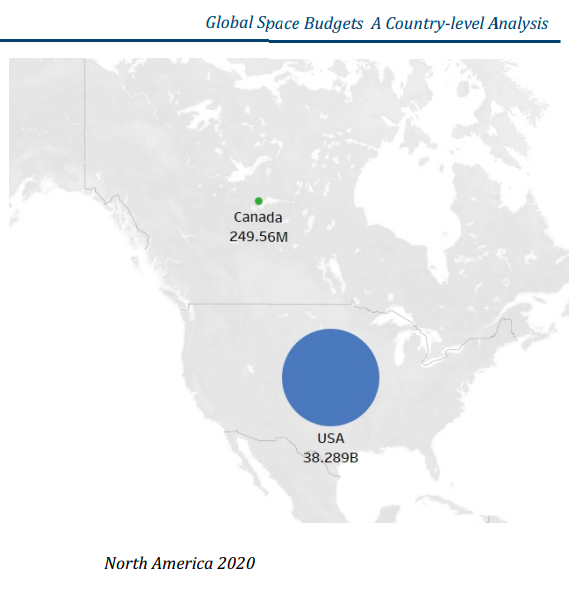 Global Space Budgets A Country-level Analysis
Canada
249.56M
USA
38.289B
North America 2020